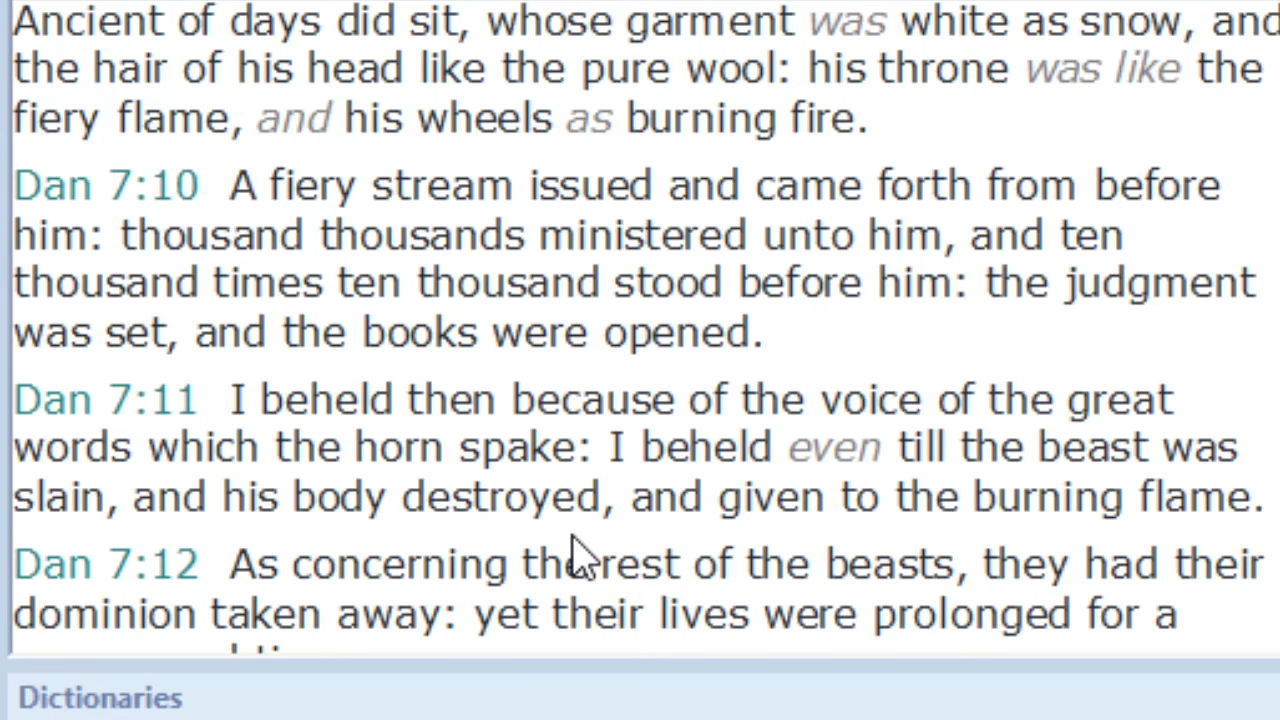 Ancient of days did sit, whose garment was white as snow, and
the hair of his head like the pure wool: his throne was like the
fiery flame, and his wheels as burning fire.
Dan 7:10 A fiery stream issued and came forth from before
him: thousand thousands ministered unto him, and ten
thousand times ten thousand stood before him: the judgment
was set, and the books were opened.
Dan 7:11 I beheld then because of the voice of the great
words which the horn spake: I beheld even till the beast was
slain, and his body destroyed, and given to the burning flame.
Dan 7:12 As concerning the rest of the beasts, they had their
dominion taken away: yet their lives were prolonged for a
Dictionaries